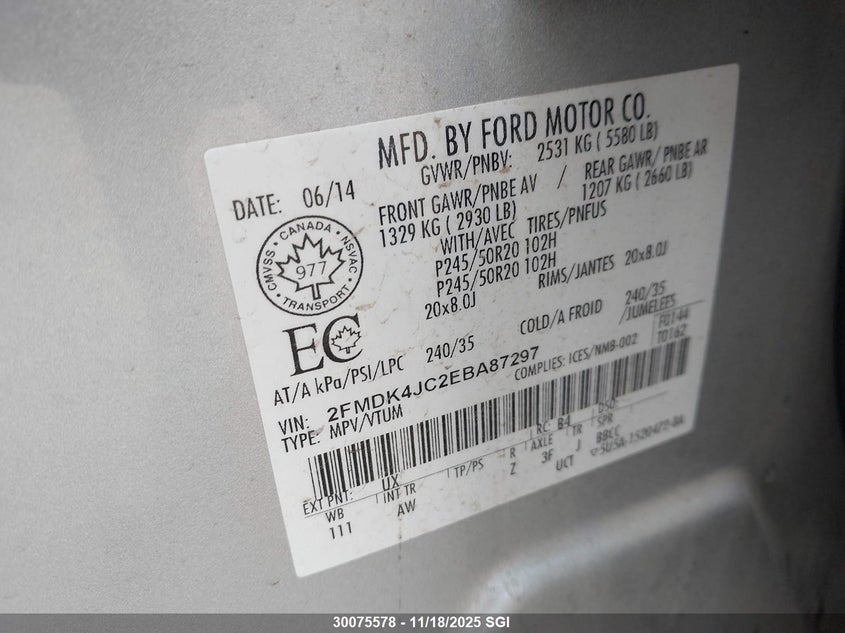 MFD. BY FORD MOTOR CO.
DATE: 06/14
GVWR/PNBV: 2531 KG ( 5580 LB)
FRONT GAWR/PNBE AV / REAR GAWR/ PNBE AR
1329 KG ( 2930 LB) 1207 KG ( 2660 LB)
WITH/AVEC TIRES/PNEUS
P245/50R20 102H
P245/50R20 102H
RIMS/JANTES 20x8.0J
20x8.0J
CMVSS • CANADA • NSVAC
977
• TRANSPORT •
EC
COLD/A FROID 240/35
/JUMELEES
AT/A kPa/PSI/LPC 240/35
F0144
T0162
VIN: 2FMDK4JC2EBA87297
COMPLIES: ICES/NMB-002
TYPE: MPV/VTUM
RC: B4 DSO:
EXT PNT: UX
WB INT TR TP/PS R AXLE TR SPR
111 AW Z 3F J BBCC
UCT
30075578 - 11/18/2025 SGI